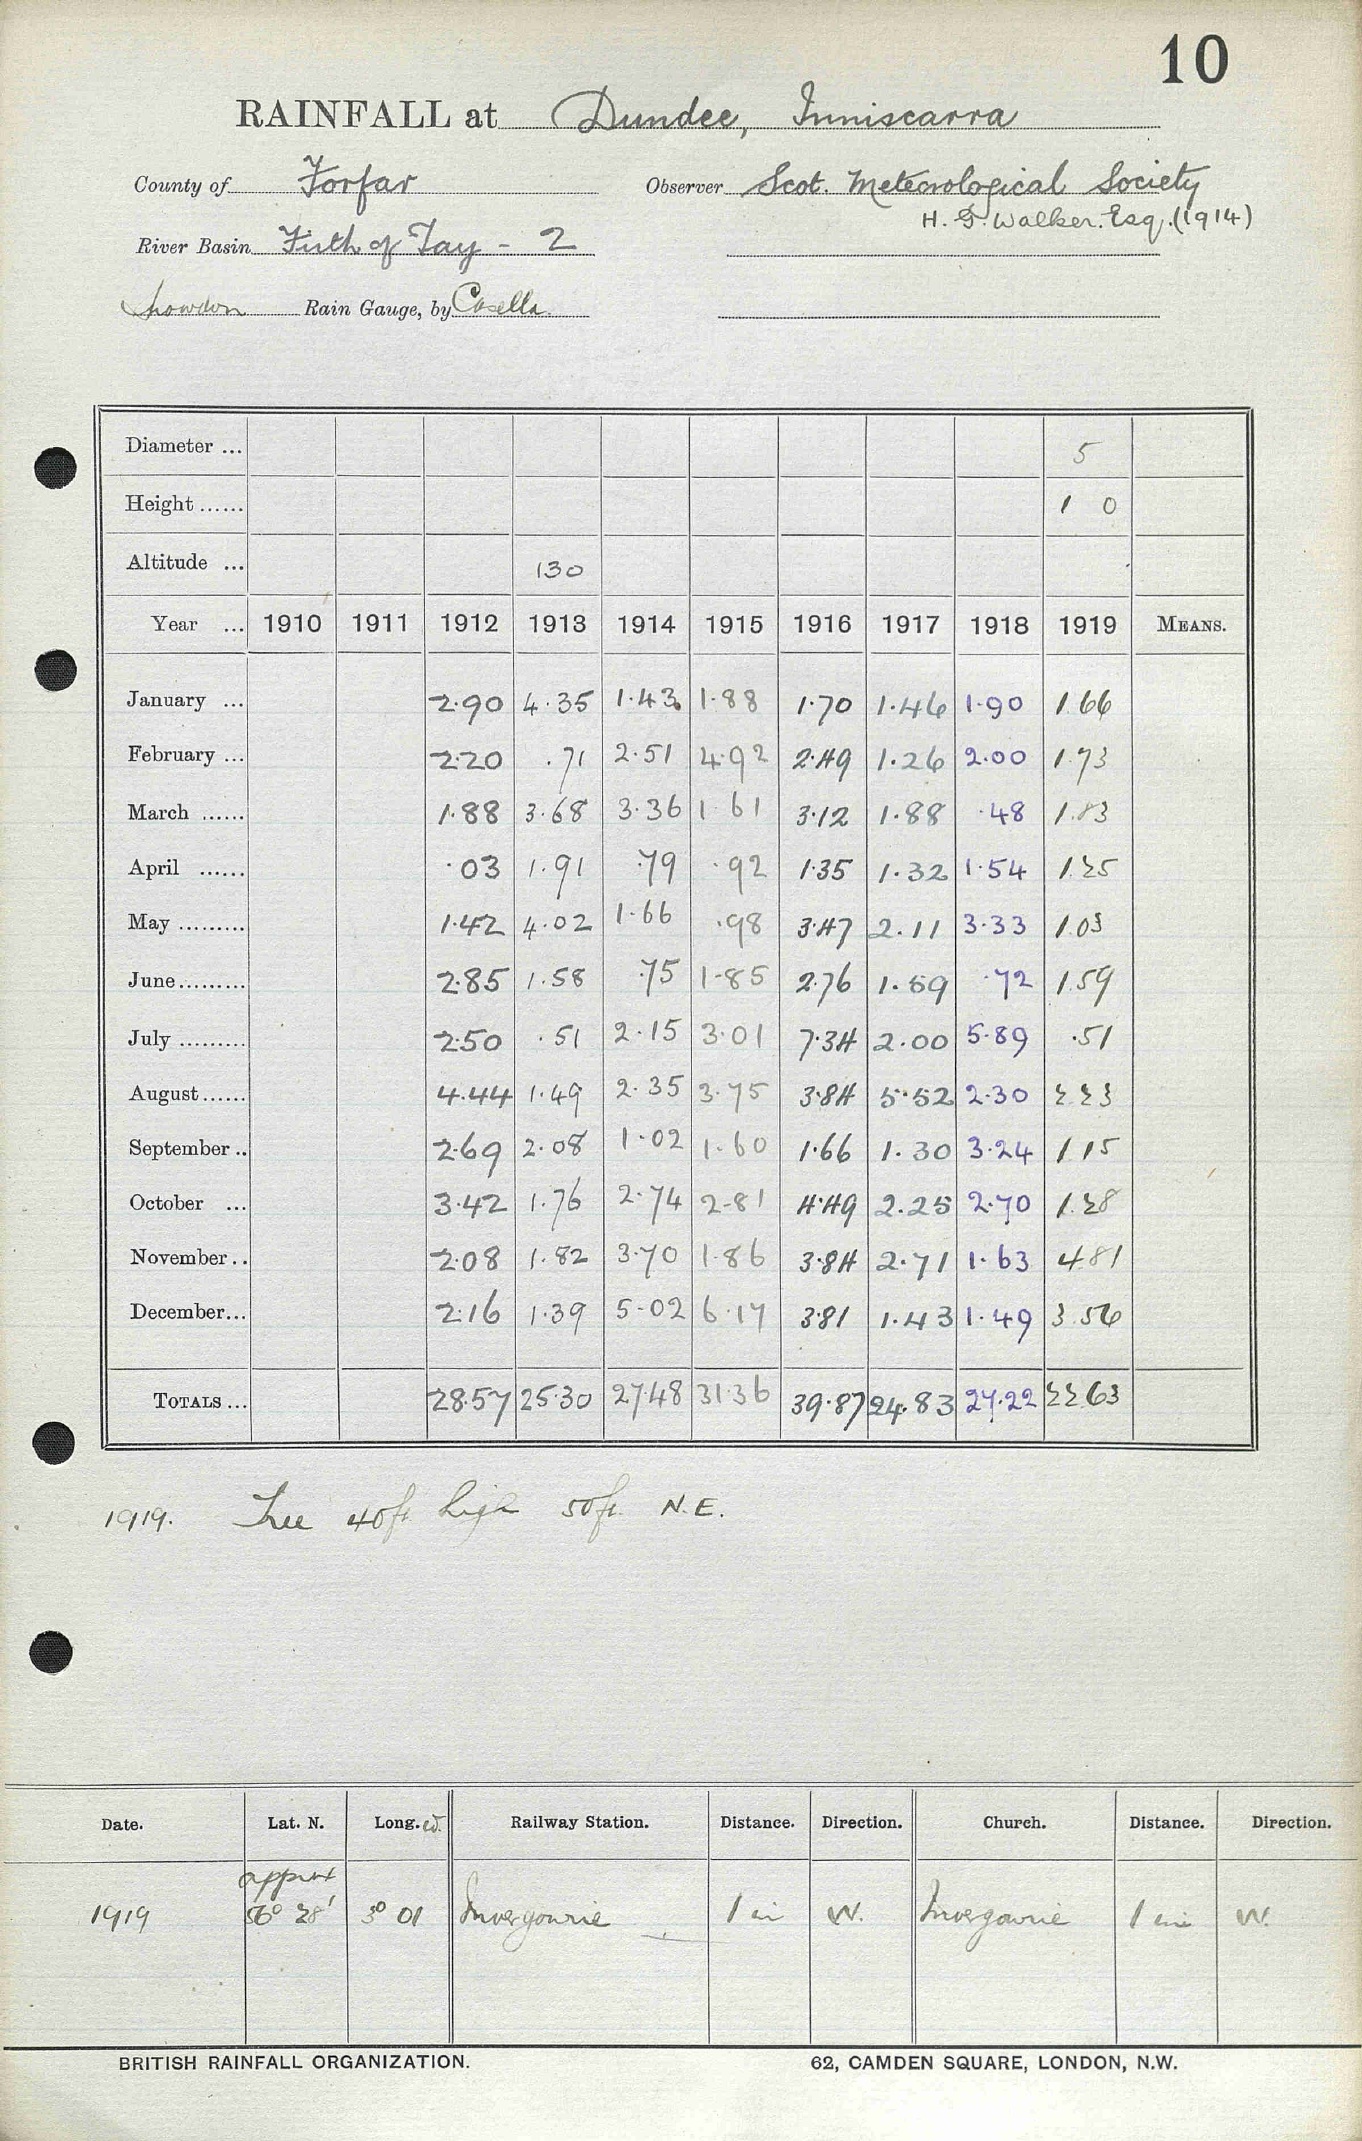 10
RAINFALL at Dundee, Inniscarra
County of Forfar Observer Scot. Meteorological Society
H. F. Walker. Esq. (1914)
River Basin Firth of Tay - 2
Snowdon Rain Gauge, by Casella.
Diameter ... 5
Height ...... 1 0
Altitude ... 130
Year ... 1910 1911 1912 1913 1914 1915 1916 1917 1918 1919 MEANS.
January ... 2.90 4.35 1.43 1.88 1.70 1.46 1.90 1.66
February ... 2.20 .71 2.51 4.92 2.49 1.26 2.00 1.73
March ...... 1.88 3.68 3.36 1.61 3.12 1.88 .48 1.83
April ...... .03 1.91 .79 .92 1.35 1.32 1.54 1.25
May ......... 1.42 4.02 1.66 .98 3.47 2.11 3.33 1.03
June......... 2.85 1.58 .75 1.85 2.76 1.59 .72 1.59
July ......... 2.50 .51 2.15 3.01 7.34 2.00 5.89 .51
August...... 4.44 1.49 2.35 3.75 3.84 5.52 2.30 2.23
September .. 2.69 2.08 1.02 1.60 1.66 1.30 3.24 1.15
October ... 3.42 1.76 2.74 2.81 4.49 2.25 2.70 1.28
November .. 2.08 1.82 3.70 1.86 3.84 2.71 1.63 4.81
December... 2.16 1.39 5.02 6.17 3.81 1.43 1.49 3.56
TOTALS ... 28.57 25.30 27.48 31.36 39.87 24.83 27.22 22.63
1919. Tree 40ft high 50ft. N.E.
Date. Lat. N. Long. W. Railway Station. Distance. Direction. Church. Distance. Direction.
approx
1919 56° 28' 3° 01 Invergowrie 1 mi W. Invergowrie 1 mi W.
BRITISH RAINFALL ORGANIZATION. 62, CAMDEN SQUARE, LONDON, N.W.